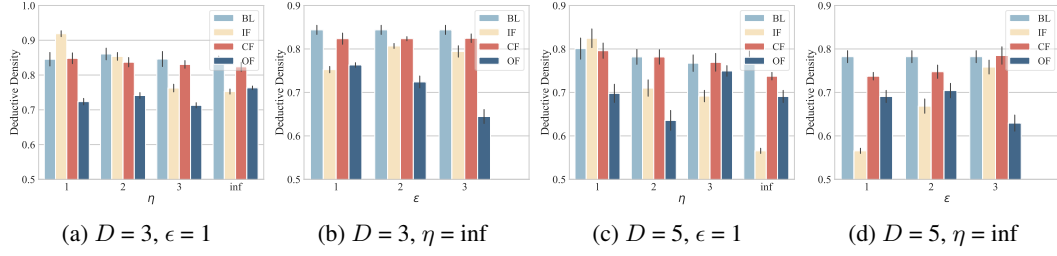 1.0
0.9
0.8
0.7
0.6
0.5
Deductive Density
BL
IF
CF
OF
1 2 3 inf
η
0.9
0.8
0.7
0.6
0.5
Deductive Density
BL
IF
CF
OF
1 2 3
ε
0.9
0.8
0.7
0.6
0.5
Deductive Density
BL
IF
CF
OF
1 2 3 inf
η
0.9
0.8
0.7
0.6
0.5
Deductive Density
BL
IF
CF
OF
1 2 3
ε
(a) D = 3, ϵ = 1
(b) D = 3, η = inf
(c) D = 5, ϵ = 1
(d) D = 5, η = inf